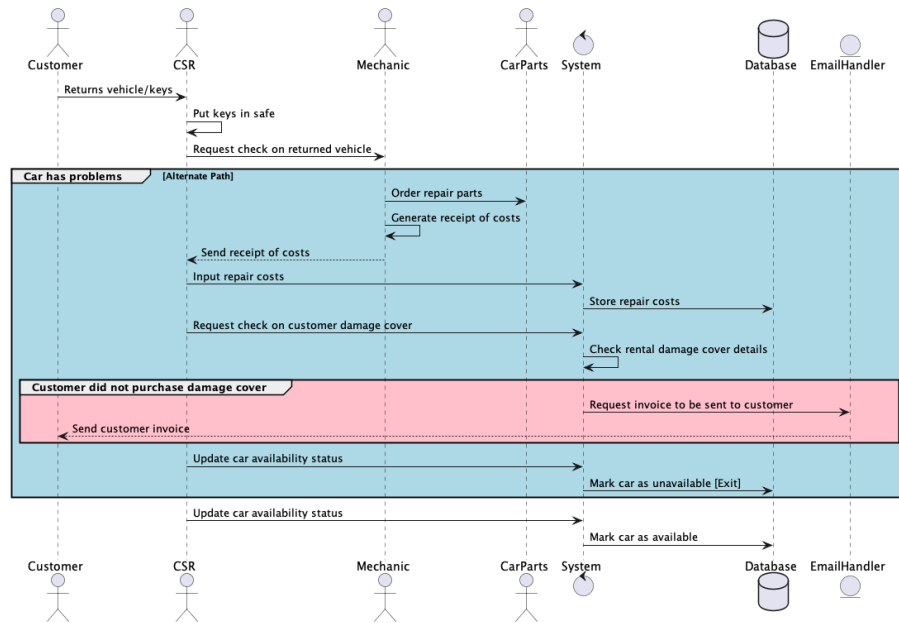 Customer CSR Mechanic CarParts System Database EmailHandler
Returns vehicle/keys
Put keys in safe
Request check on returned vehicle
Car has problems [Alternate Path]
Order repair parts
Generate receipt of costs
Send receipt of costs
Input repair costs
Store repair costs
Request check on customer damage cover
Check rental damage cover details
Customer did not purchase damage cover
Request invoice to be sent to customer
Send customer invoice
Update car availability status
Mark car as unavailable [Exit]
Update car availability status
Mark car as available
Customer CSR Mechanic CarParts System Database EmailHandler